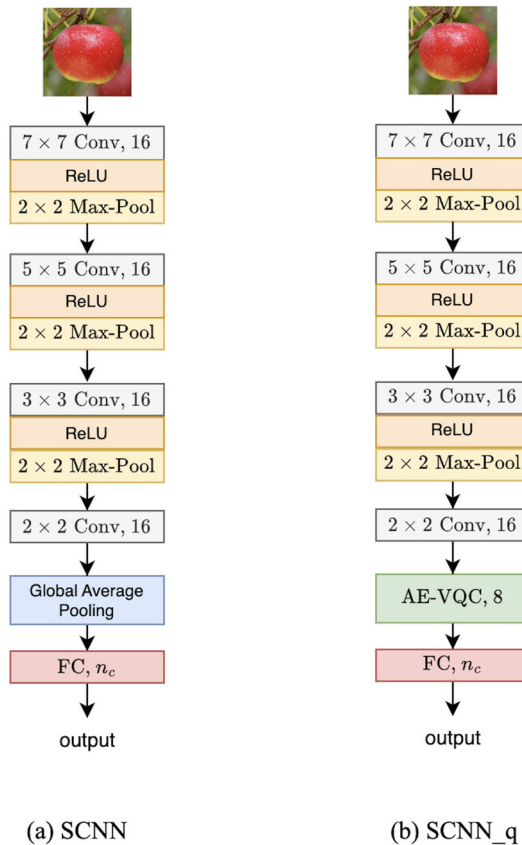 7 × 7 Conv, 16
ReLU
2 × 2 Max-Pool
5 × 5 Conv, 16
ReLU
2 × 2 Max-Pool
3 × 3 Conv, 16
ReLU
2 × 2 Max-Pool
2 × 2 Conv, 16
Global Average
Pooling
FC, n_c
output
(a) SCNN
7 × 7 Conv, 16
ReLU
2 × 2 Max-Pool
5 × 5 Conv, 16
ReLU
2 × 2 Max-Pool
3 × 3 Conv, 16
ReLU
2 × 2 Max-Pool
2 × 2 Conv, 16
AE-VQC, 8
FC, n_c
output
(b) SCNN_q